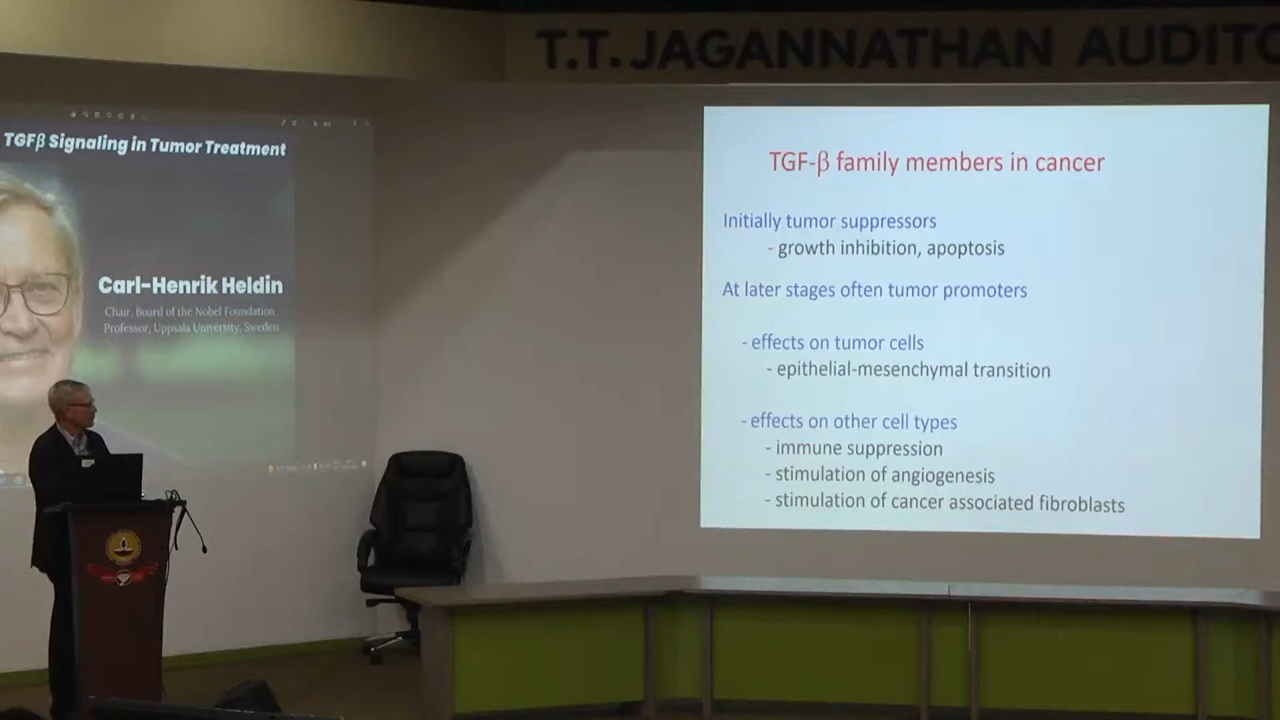 T.T. JAGANNATHAN AUDITO
TGFβ Signaling in Tumor Treatment
Carl-Henrik Heldin
Chair, Board of the Nobel Foundation
Professor, Uppsala University, Sweden
TGF-β family members in cancer
Initially tumor suppressors
- growth inhibition, apoptosis
At later stages often tumor promoters
- effects on tumor cells
- epithelial-mesenchymal transition
- effects on other cell types
- immune suppression
- stimulation of angiogenesis
- stimulation of cancer associated fibroblasts